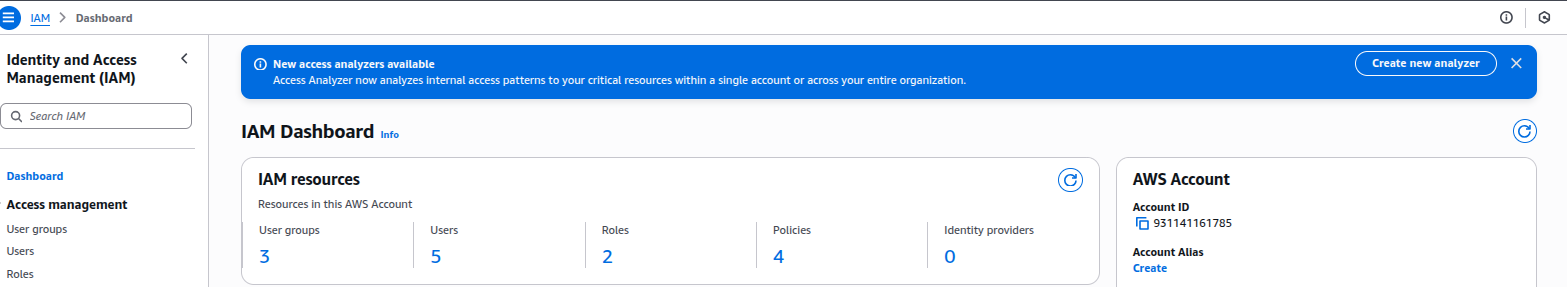 IAM > Dashboard
Identity and Access
Management (IAM)
Search IAM
Dashboard
Access management
User groups
Users
Roles
New access analyzers available
Access Analyzer now analyzes internal access patterns to your critical resources within a single account or across your entire organization.
Create new analyzer
IAM Dashboard Info
IAM resources
Resources in this AWS Account
User groups
3
Users
5
Roles
2
Policies
4
Identity providers
0
AWS Account
Account ID
931141161785
Account Alias
Create